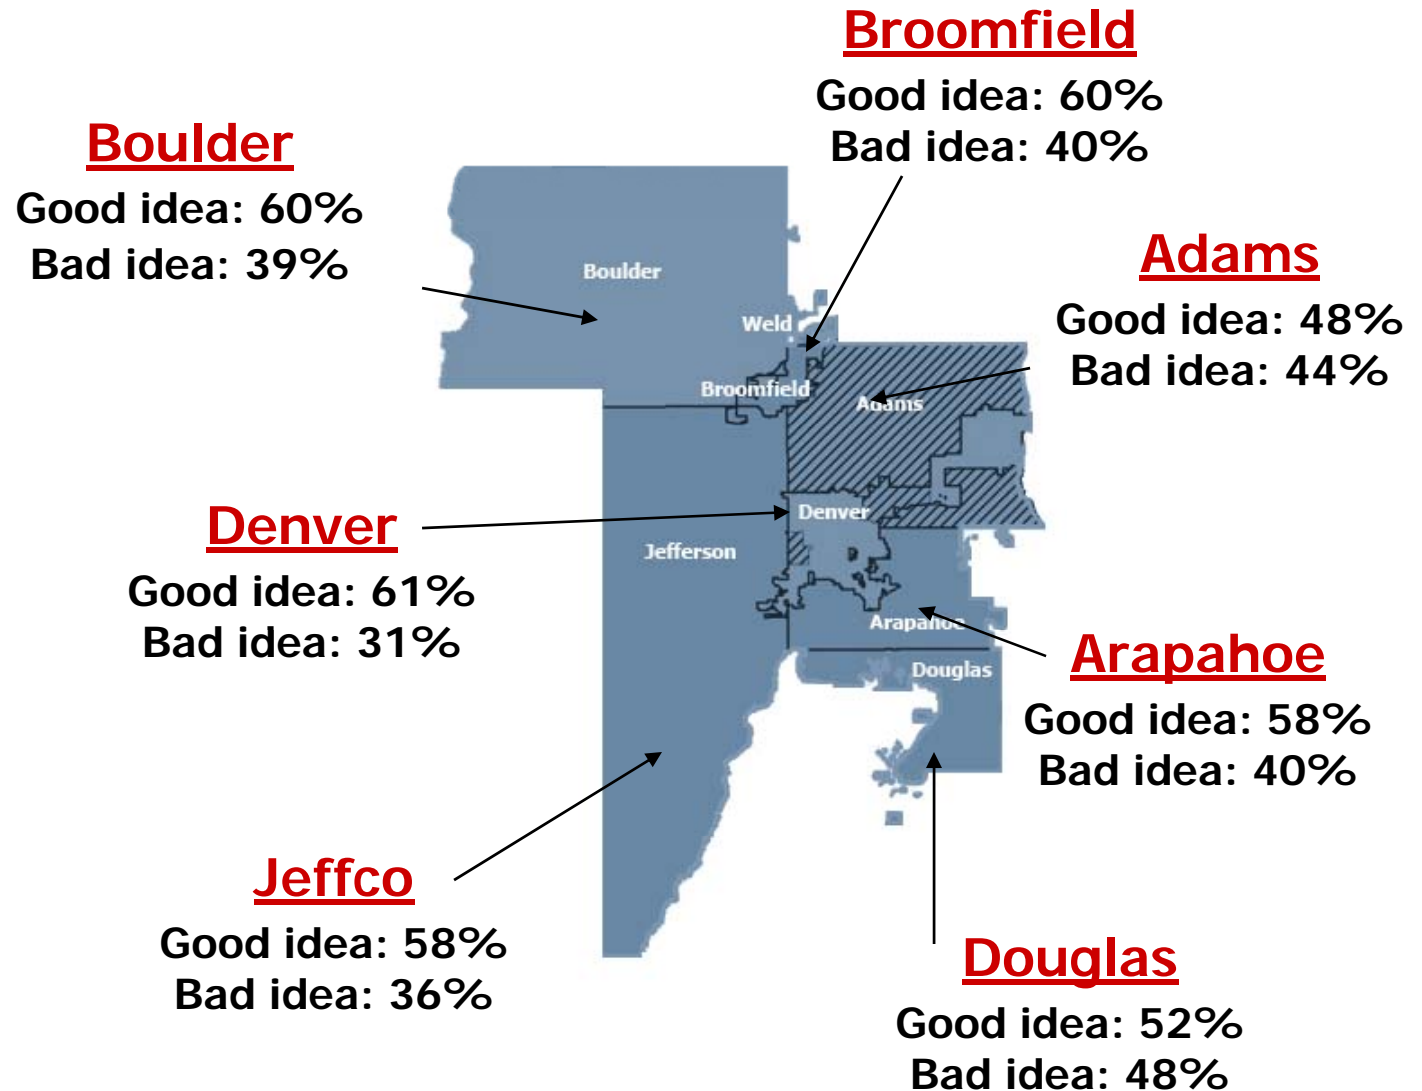 Broomfield
Good idea: 60%
Bad idea: 40%
Boulder
Good idea: 60%
Bad idea: 39%
Adams
Good idea: 48%
Bad idea: 44%
Boulder
Weld
Broomfield
Adams
Denver
Good idea: 61%
Bad idea: 31%
Denver
Jefferson
Arapahoe
Douglas
Arapahoe
Good idea: 58%
Bad idea: 40%
Jeffco
Good idea: 58%
Bad idea: 36%
Douglas
Good idea: 52%
Bad idea: 48%